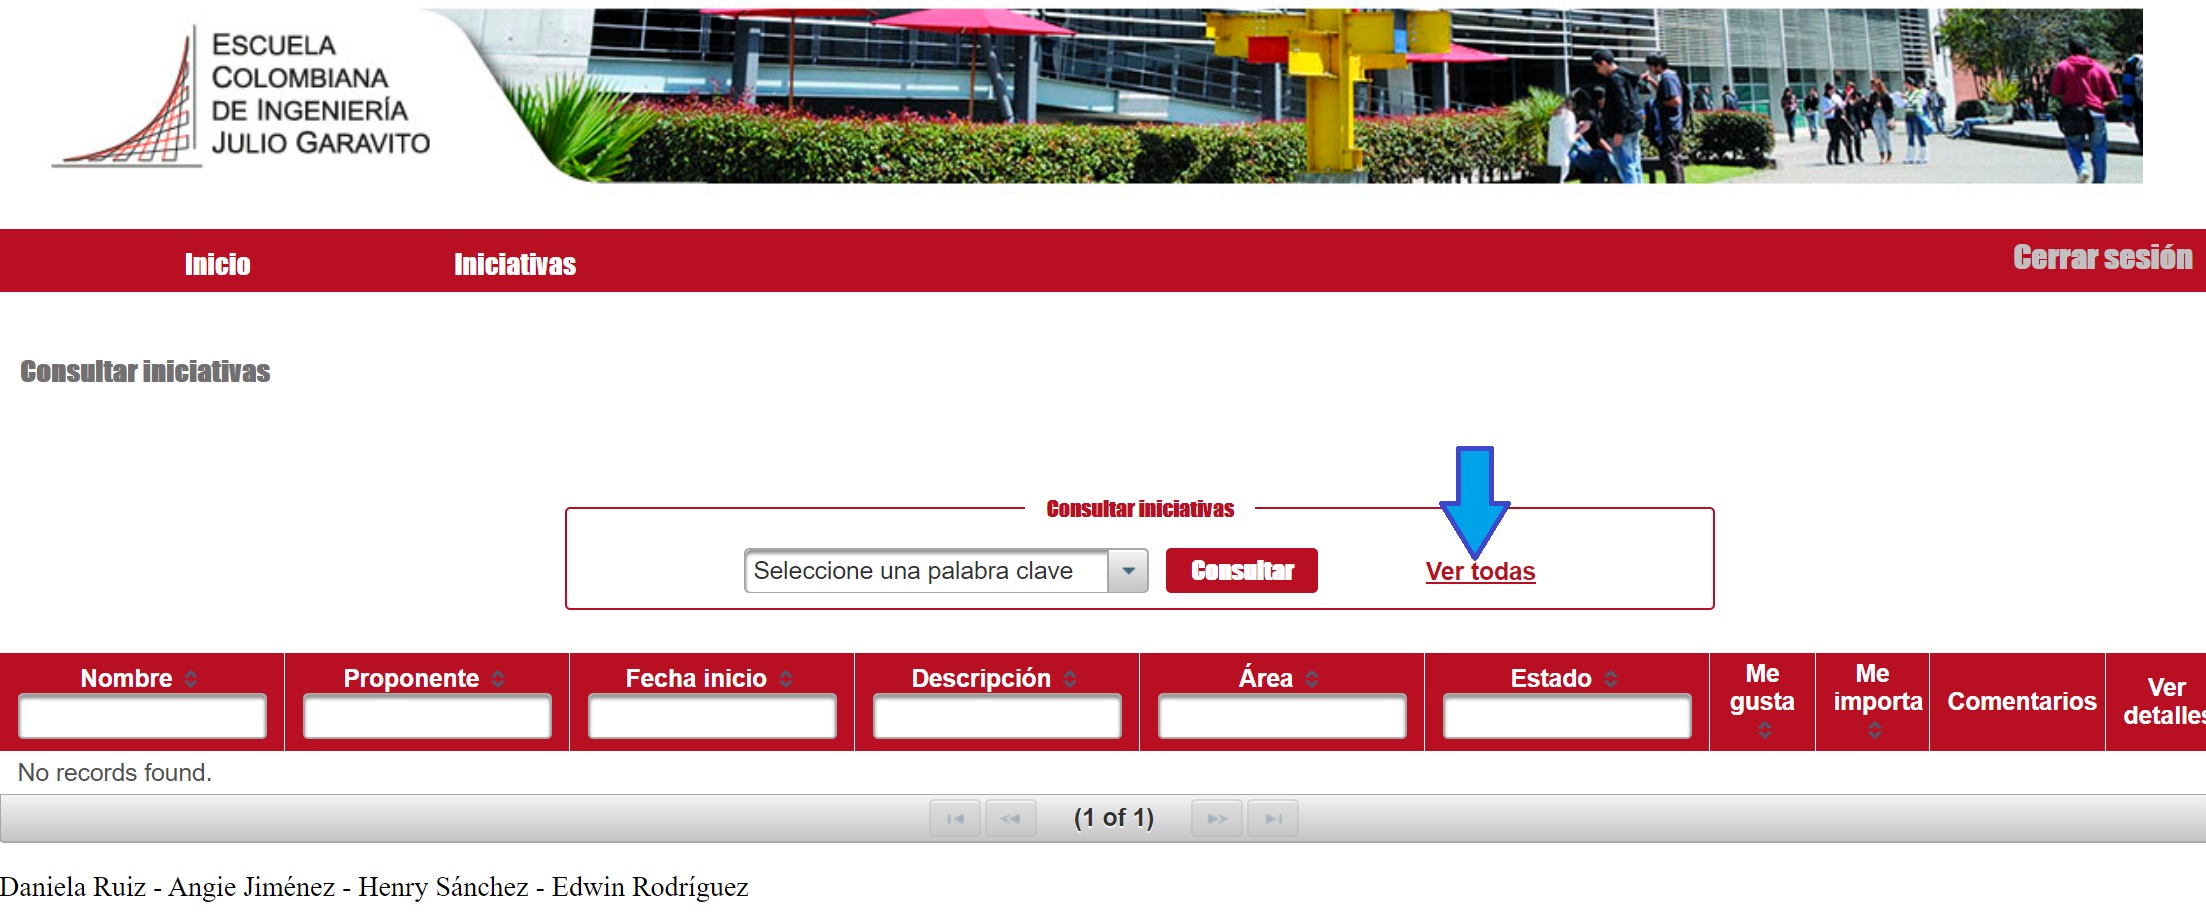 ESCUELA
COLOMBIANA
DE INGENIERÍA
JULIO GARAVITO
Inicio Iniciativas Cerrar sesión
Consultar iniciativas
Consultar iniciativas
Seleccione una palabra clave Consultar Ver todas
Nombre Proponente Fecha inicio Descripción Área Estado Me gusta Me importa Comentarios Ver detalles
No records found.
(1 of 1)
Daniela Ruiz - Angie Jiménez - Henry Sánchez - Edwin Rodríguez